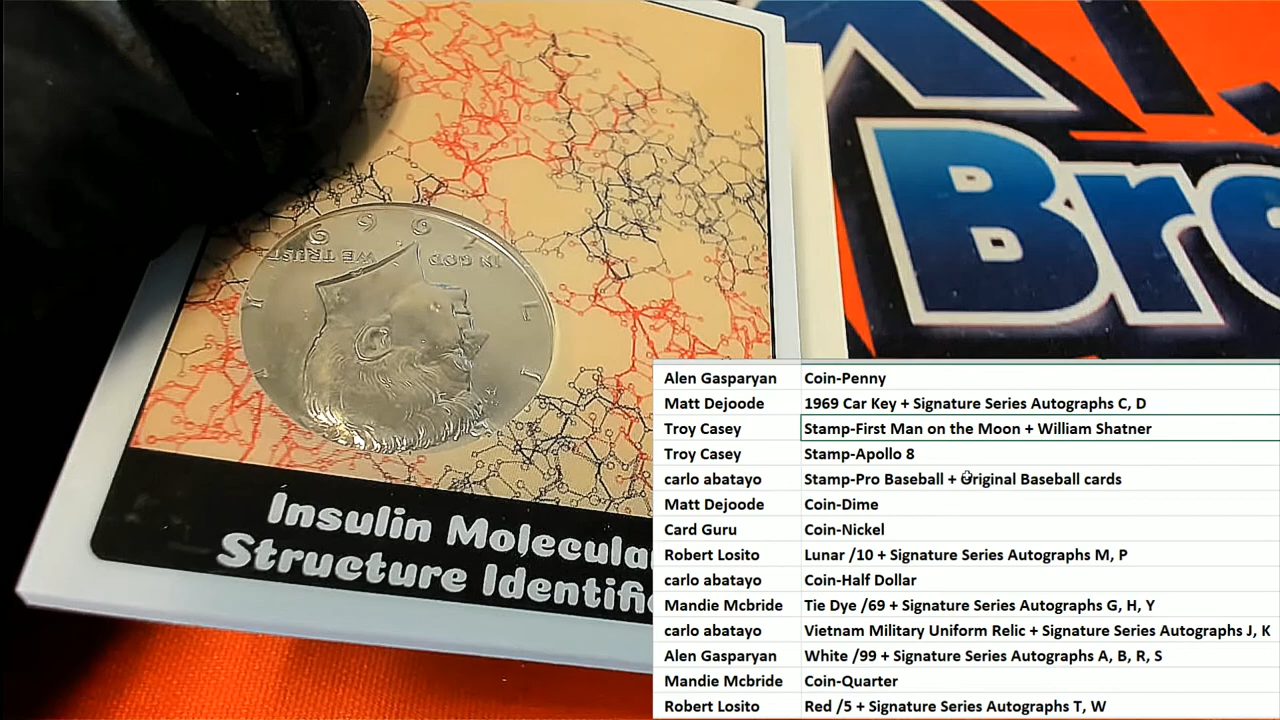 Bro
1969
IN GOD WE TRUST
Insulin Molecula
Structure Identifi
Alen Gasparyan Coin-Penny
Matt Dejoode 1969 Car Key + Signature Series Autographs C, D
Troy Casey Stamp-First Man on the Moon + William Shatner
Troy Casey Stamp-Apollo 8
carlo abatayo Stamp-Pro Baseball + Original Baseball cards
Matt Dejoode Coin-Dime
Card Guru Coin-Nickel
Robert Losito Lunar /10 + Signature Series Autographs M, P
carlo abatayo Coin-Half Dollar
Mandie Mcbride Tie Dye /69 + Signature Series Autographs G, H, Y
carlo abatayo Vietnam Military Uniform Relic + Signature Series Autographs J, K
Alen Gasparyan White /99 + Signature Series Autographs A, B, R, S
Mandie Mcbride Coin-Quarter
Robert Losito Red /5 + Signature Series Autographs T, W